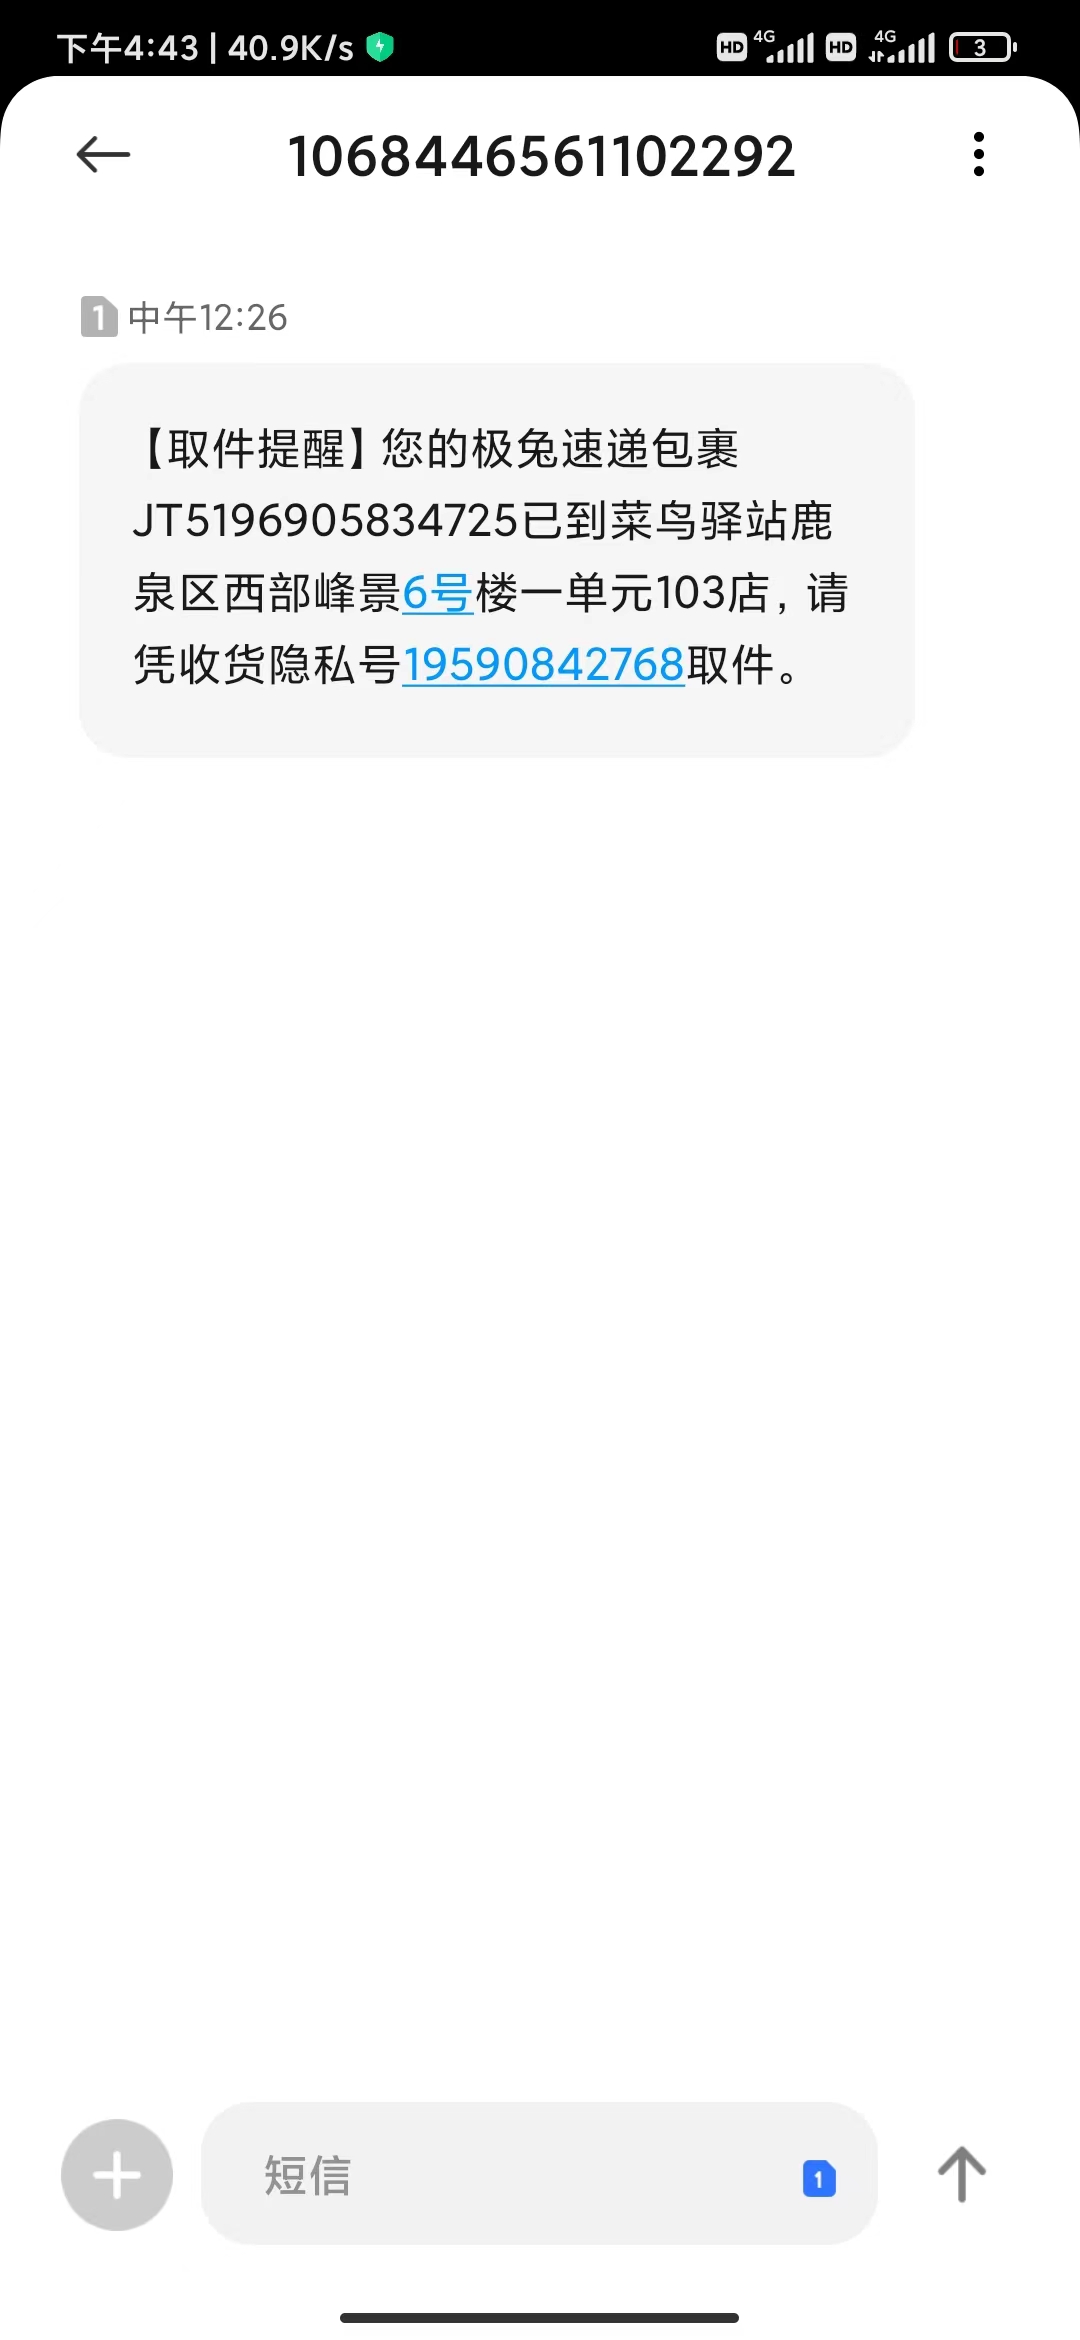 下午4:43 | 40.9K/s
HD 4G HD 4G 3
1068446561102292
1 中午12:26
【取件提醒】您的极兔速递包裹
JT5196905834725已到菜鸟驿站鹿
泉区西部峰景6号楼一单元103店，请
凭收货隐私号19590842768取件。
短信 1